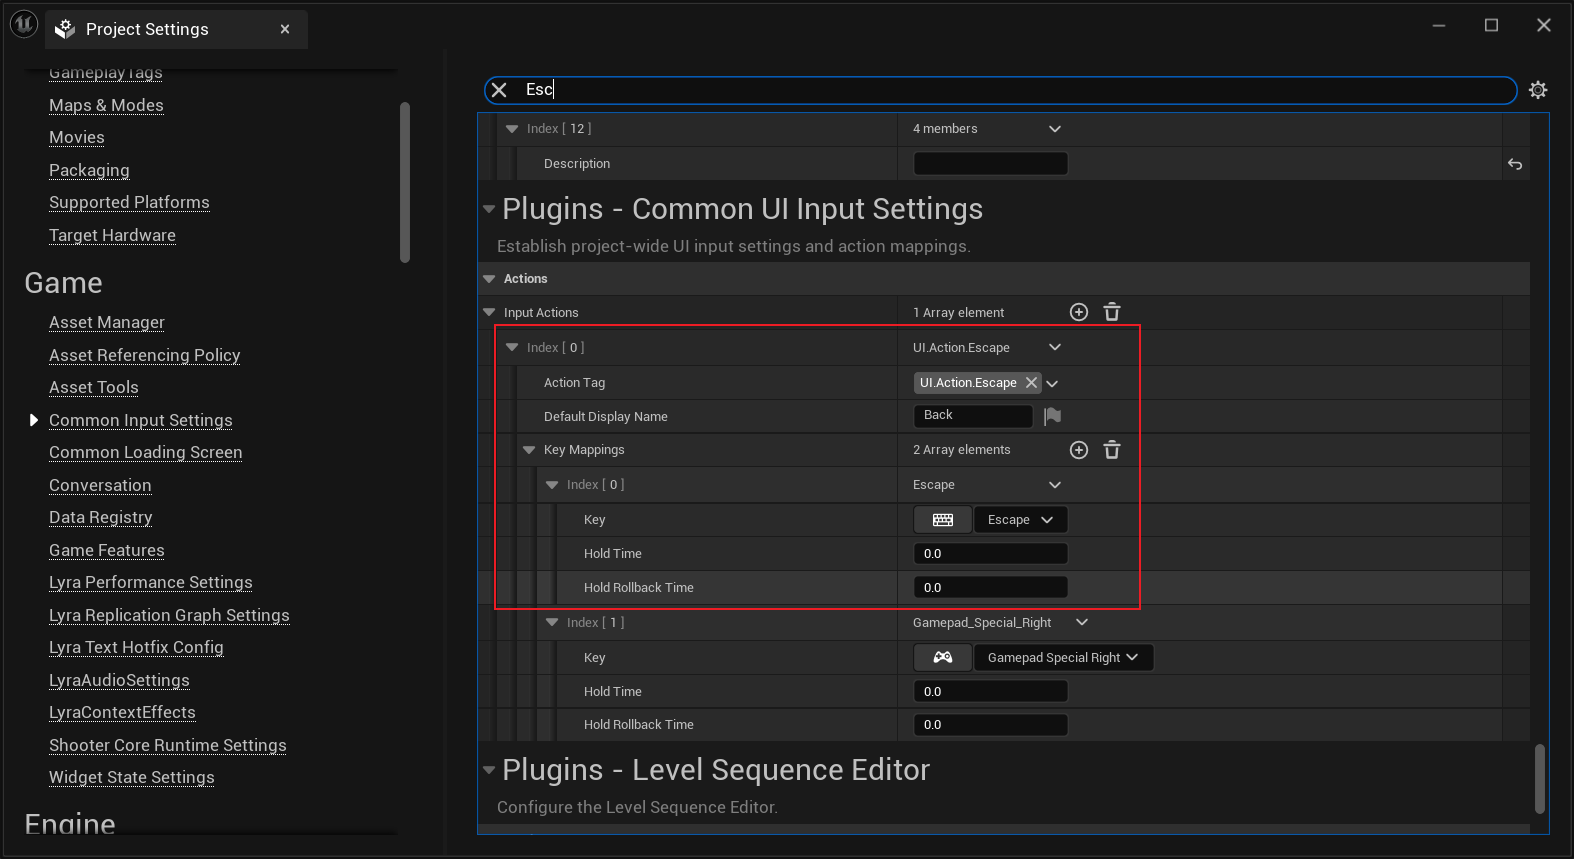 Project Settings
GameplayTags
Maps & Modes
Movies
Packaging
Supported Platforms
Target Hardware
Game
Asset Manager
Asset Referencing Policy
Asset Tools
Common Input Settings
Common Loading Screen
Conversation
Data Registry
Game Features
Lyra Performance Settings
Lyra Replication Graph Settings
Lyra Text Hotfix Config
LyraAudioSettings
LyraContextEffects
Shooter Core Runtime Settings
Widget State Settings
Engine
Esc
Index [ 12 ] 4 members
Description
Plugins - Common UI Input Settings
Establish project-wide UI input settings and action mappings.
Actions
Input Actions 1 Array element
Index [ 0 ] UI.Action.Escape
Action Tag UI.Action.Escape
Default Display Name Back
Key Mappings 2 Array elements
Index [ 0 ] Escape
Key Escape
Hold Time 0.0
Hold Rollback Time 0.0
Index [ 1 ] Gamepad_Special_Right
Key Gamepad Special Right
Hold Time 0.0
Hold Rollback Time 0.0
Plugins - Level Sequence Editor
Configure the Level Sequence Editor.